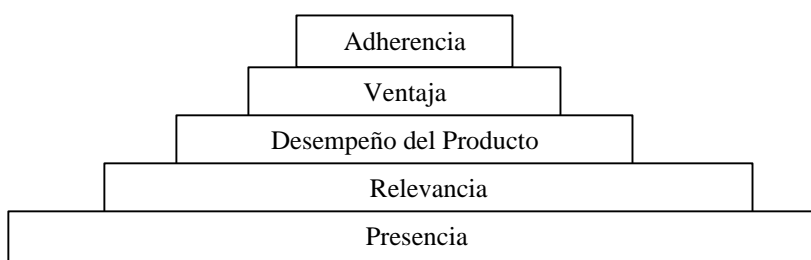 Adherencia
Ventaja
Desempeño del Producto
Relevancia
Presencia